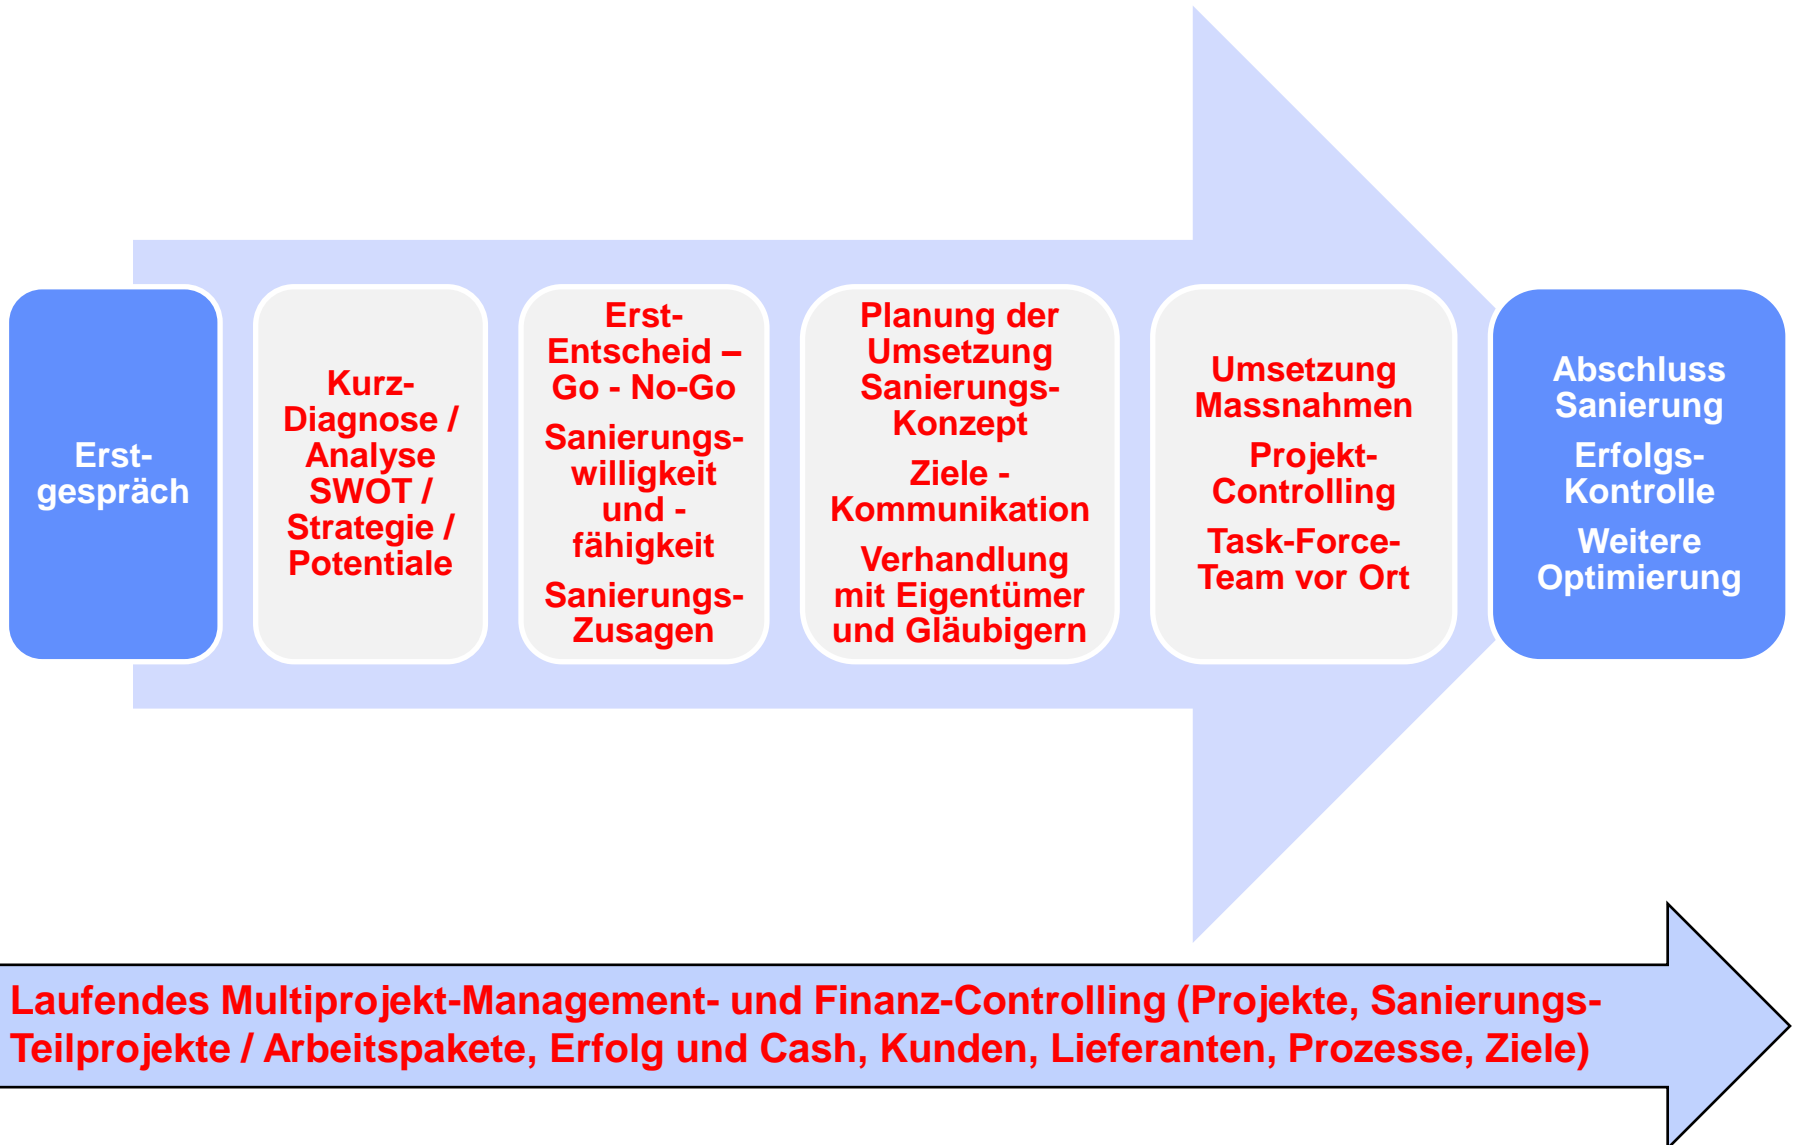 Erst-
gespräch
Kurz-
Diagnose /
Analyse
SWOT /
Strategie /
Potentiale
Erst-
Entscheid –
Go - No-Go
Sanierungs-
willigkeit
und -
fähigkeit
Sanierungs-
Zusagen
Planung der
Umsetzung
Sanierungs-
Konzept
Ziele -
Kommunikation
Verhandlung
mit Eigentümer
und Gläubigern
Umsetzung
Massnahmen
Projekt-
Controlling
Task-Force-
Team vor Ort
Abschluss
Sanierung
Erfolgs-
Kontrolle
Weitere
Optimierung
Laufendes Multiprojekt-Management- und Finanz-Controlling (Projekte, Sanierungs-
Teilprojekte / Arbeitspakete, Erfolg und Cash, Kunden, Lieferanten, Prozesse, Ziele)